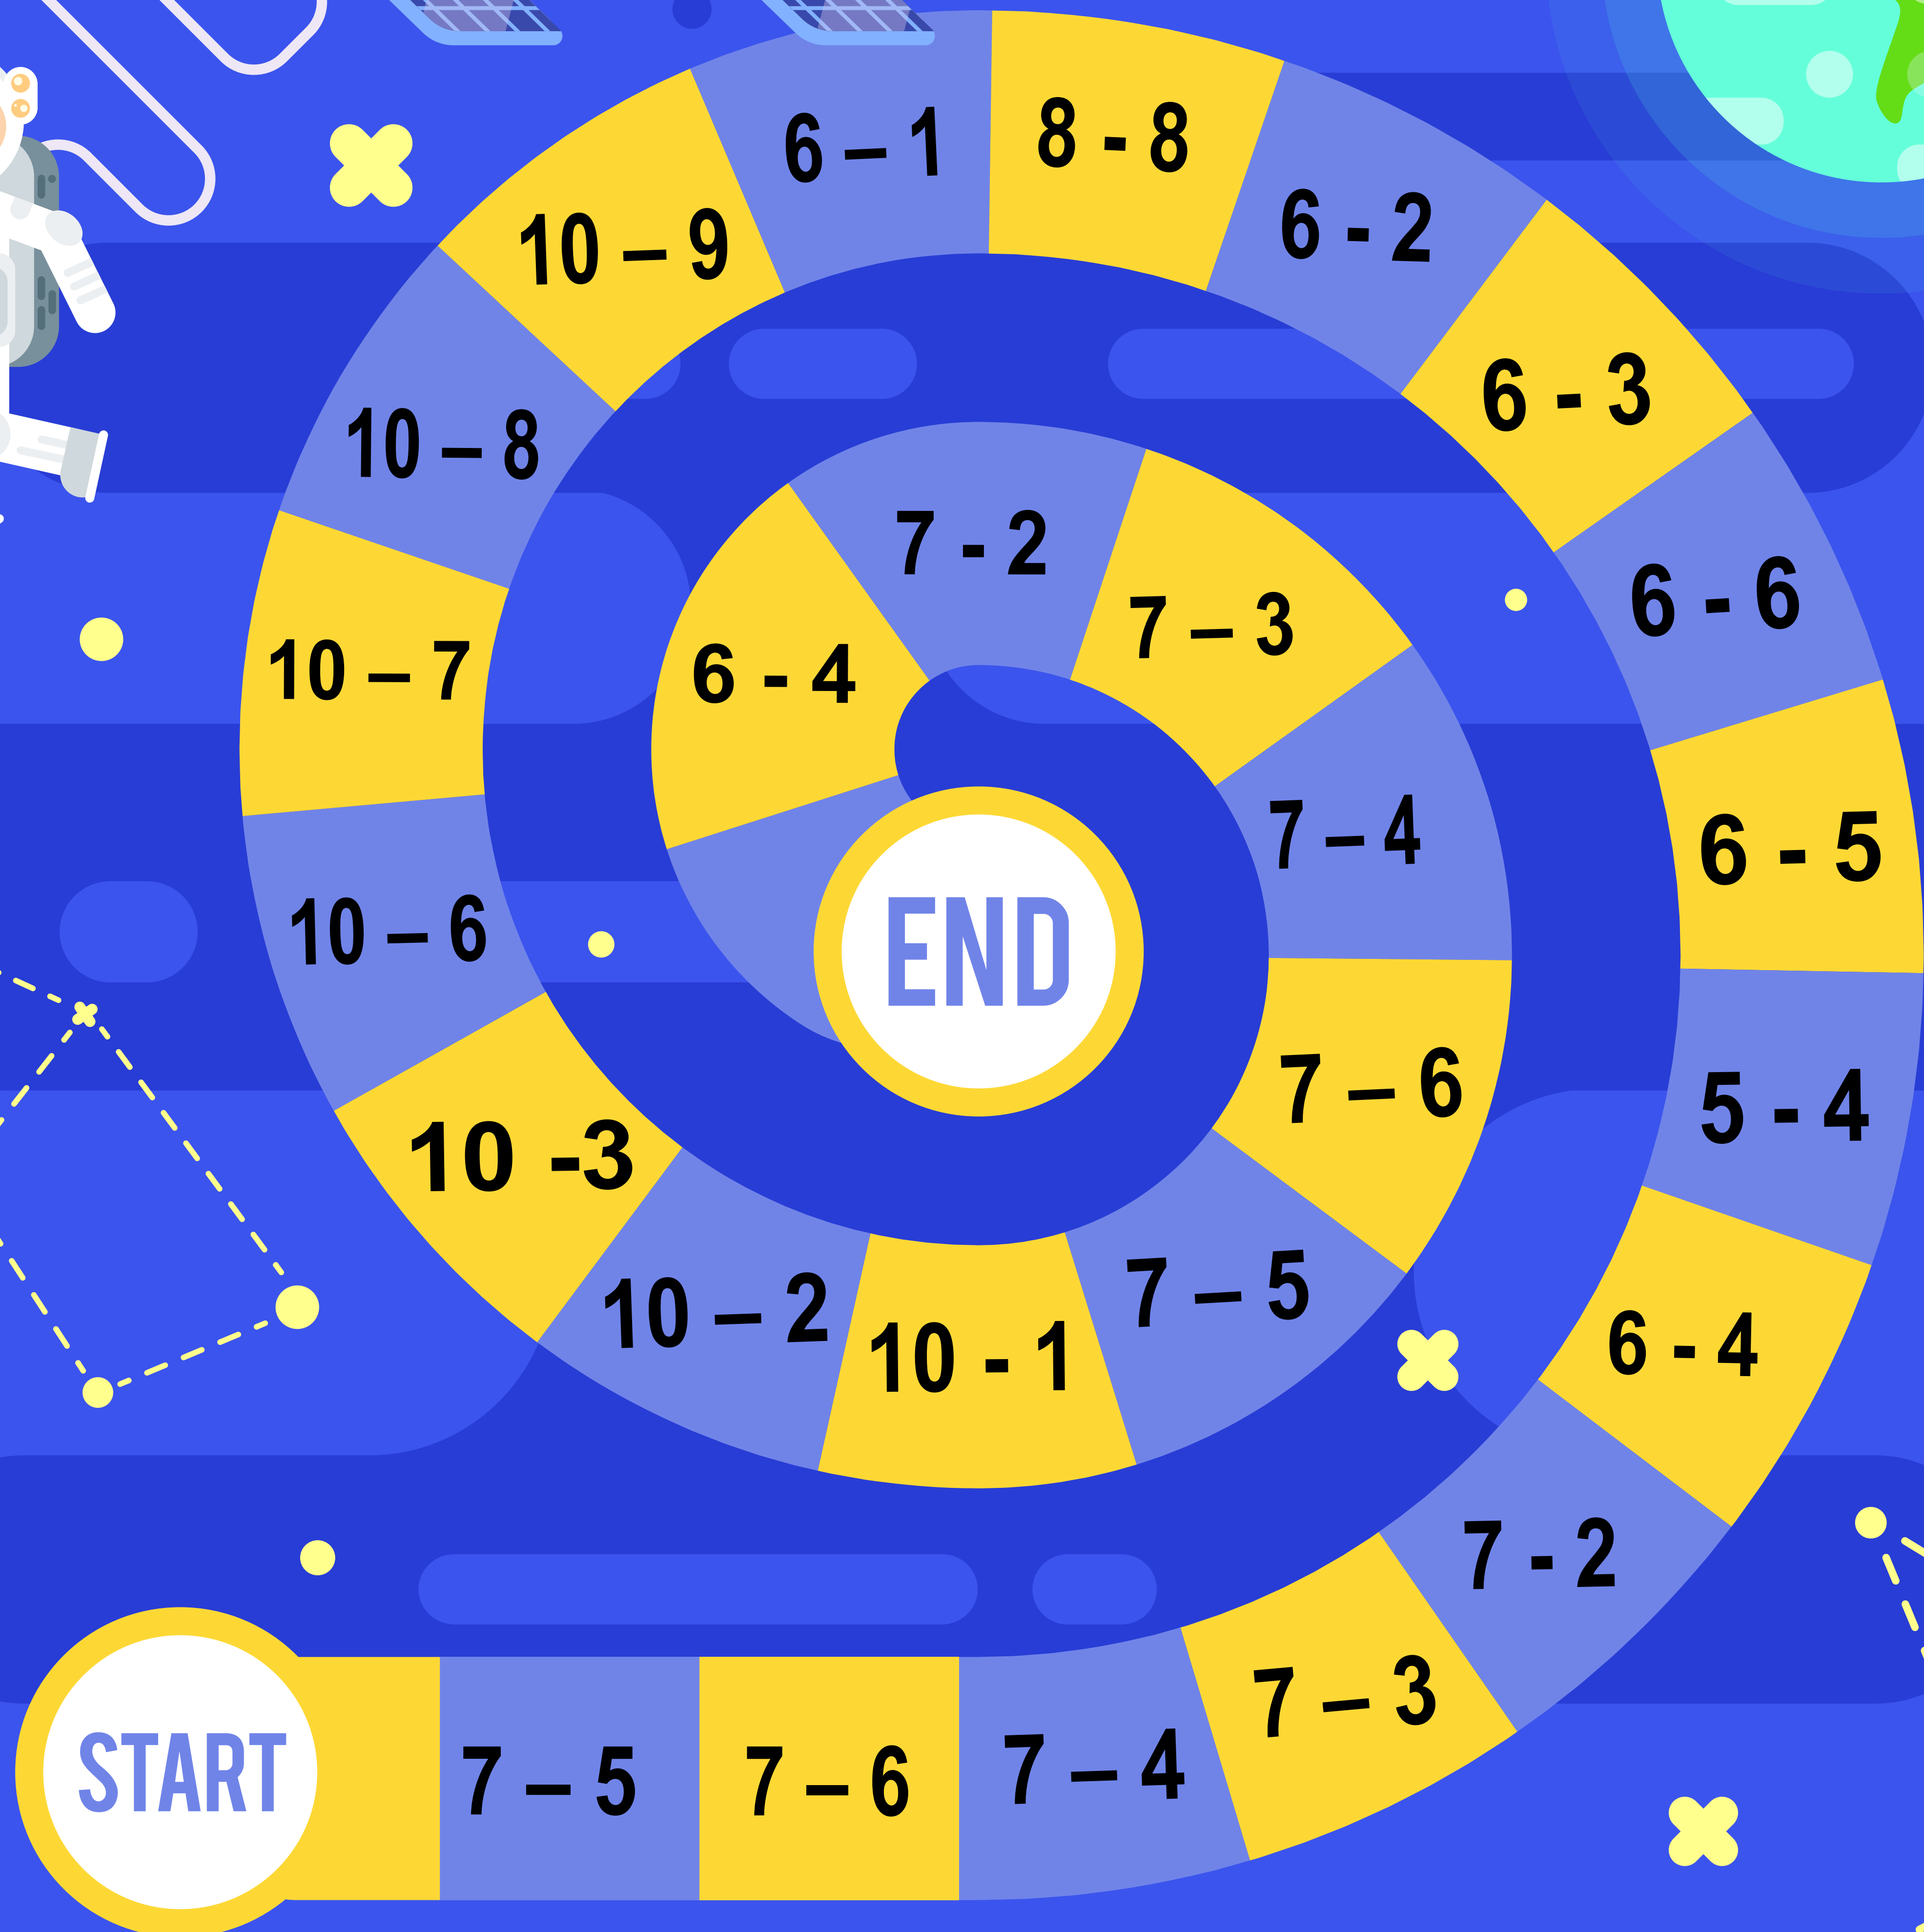 START
7 – 5
7 – 6
7 – 4
7 – 3
7 - 2
6 - 4
5 - 4
6 - 5
6 - 6
6 - 3
6 - 2
8 - 8
6 – 1
10 – 9
10 – 8
10 – 7
10 – 6
10 -3
10 – 2
10 - 1
7 – 5
7 – 6
7 – 4
7 – 3
7 - 2
6 - 4
END